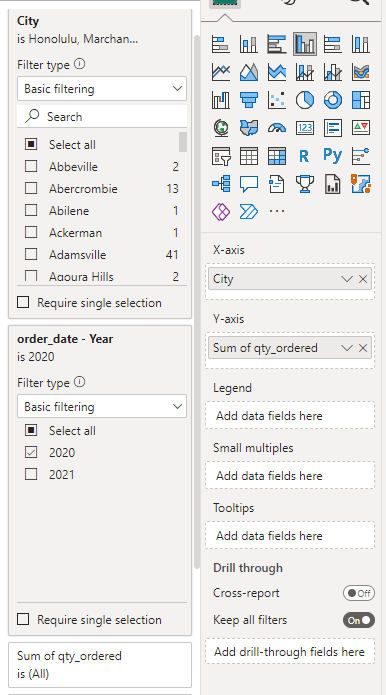 City
is Honolulu, Marchan...
Filter type
Basic filtering
Search
Select all
Abbeville 2
Abercrombie 13
Abilene 1
Ackerman 1
Adamsville 41
Agoura Hills 2
Require single selection
order_date - Year
is 2020
Filter type
Basic filtering
Select all
2020
2021
Require single selection
Sum of qty_ordered
is (All)
123
R
Py
...
X-axis
City
Y-axis
Sum of qty_ordered
Legend
Add data fields here
Small multiples
Add data fields here
Tooltips
Add data fields here
Drill through
Cross-report
Off
Keep all filters
On
Add drill-through fields here